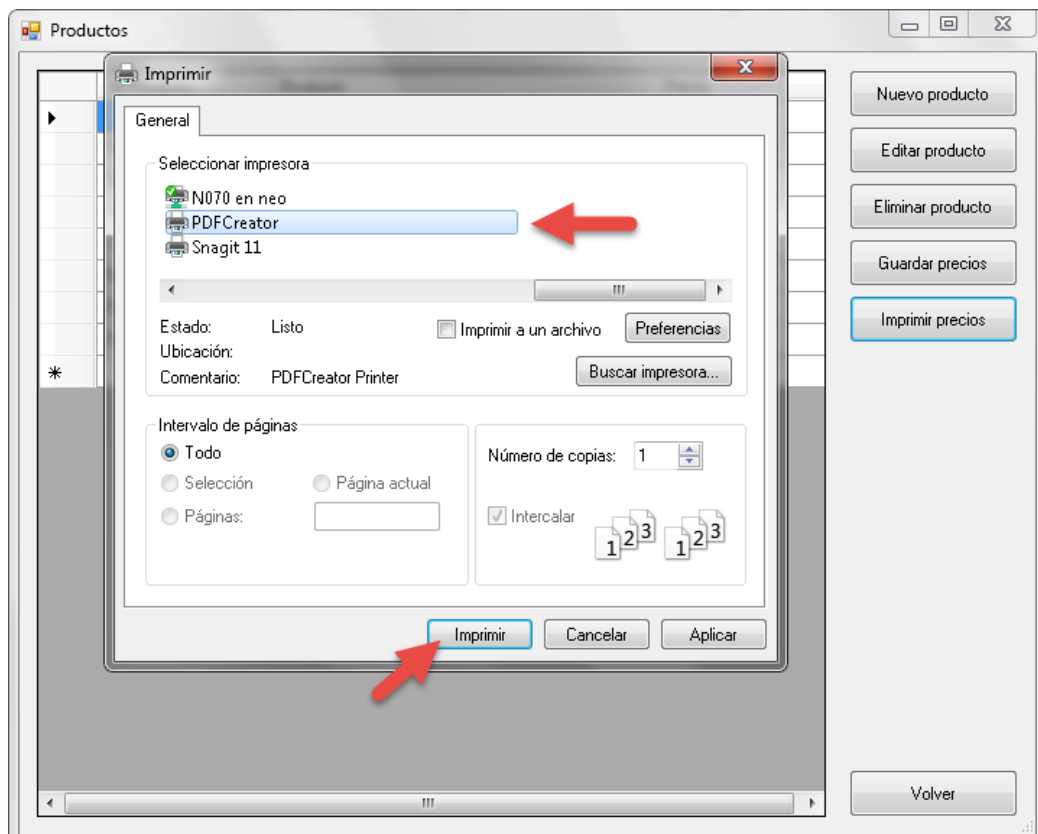 Productos
Imprimir
General
Seleccionar impresora
N070 en neo
PDFCreator
Snagit 11
Estado: Listo
Imprimir a un archivo
Preferencias
Ubicación:
Comentario: PDFCreator Printer
Buscar impresora...
Intervalo de páginas
Todo
Selección
Página actual
Páginas:
Número de copias: 1
Intercalar
1 2 3 1 2 3
Imprimir
Cancelar
Aplicar
Nuevo producto
Editar producto
Eliminar producto
Guardar precios
Imprimir precios
Volver